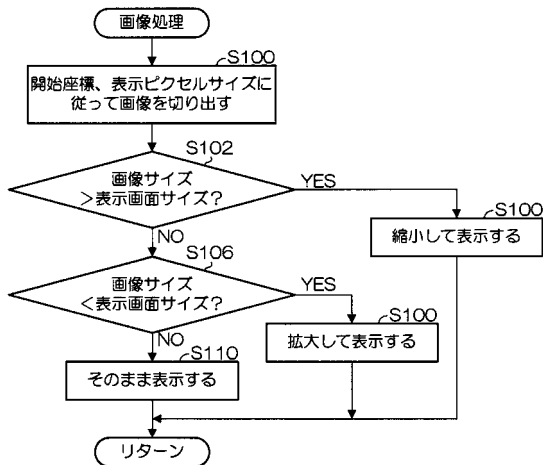 画像処理
S100
開始座標、表示ピクセルサイズに
従って画像を切り出す
S102
画像サイズ
>表示画面サイズ?
YES
S100
縮小して表示する
NO
S106
画像サイズ
<表示画面サイズ?
YES
S100
拡大して表示する
NO
S110
そのまま表示する
リターン